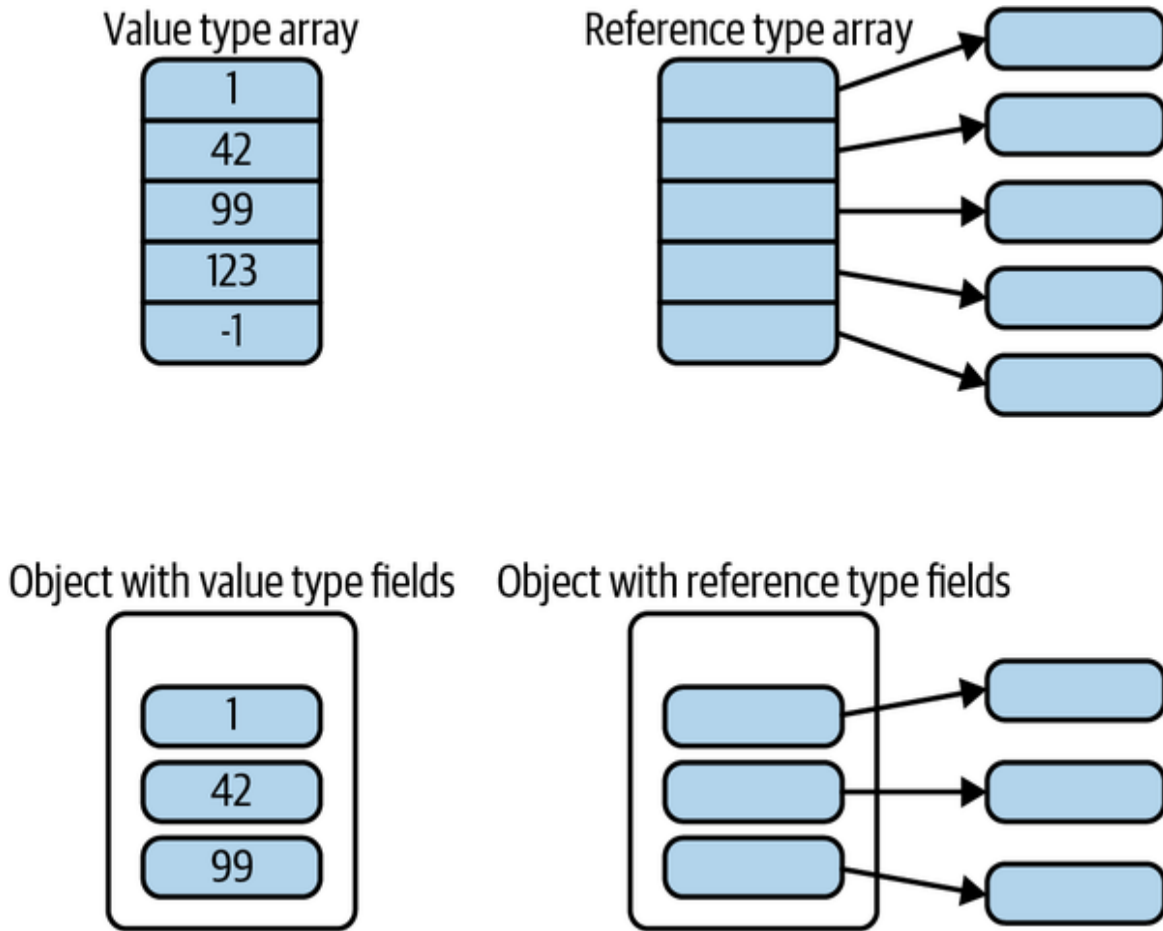 Value type array
Reference type array
1
42
99
123
-1
Object with value type fields
Object with reference type fields
1
42
99